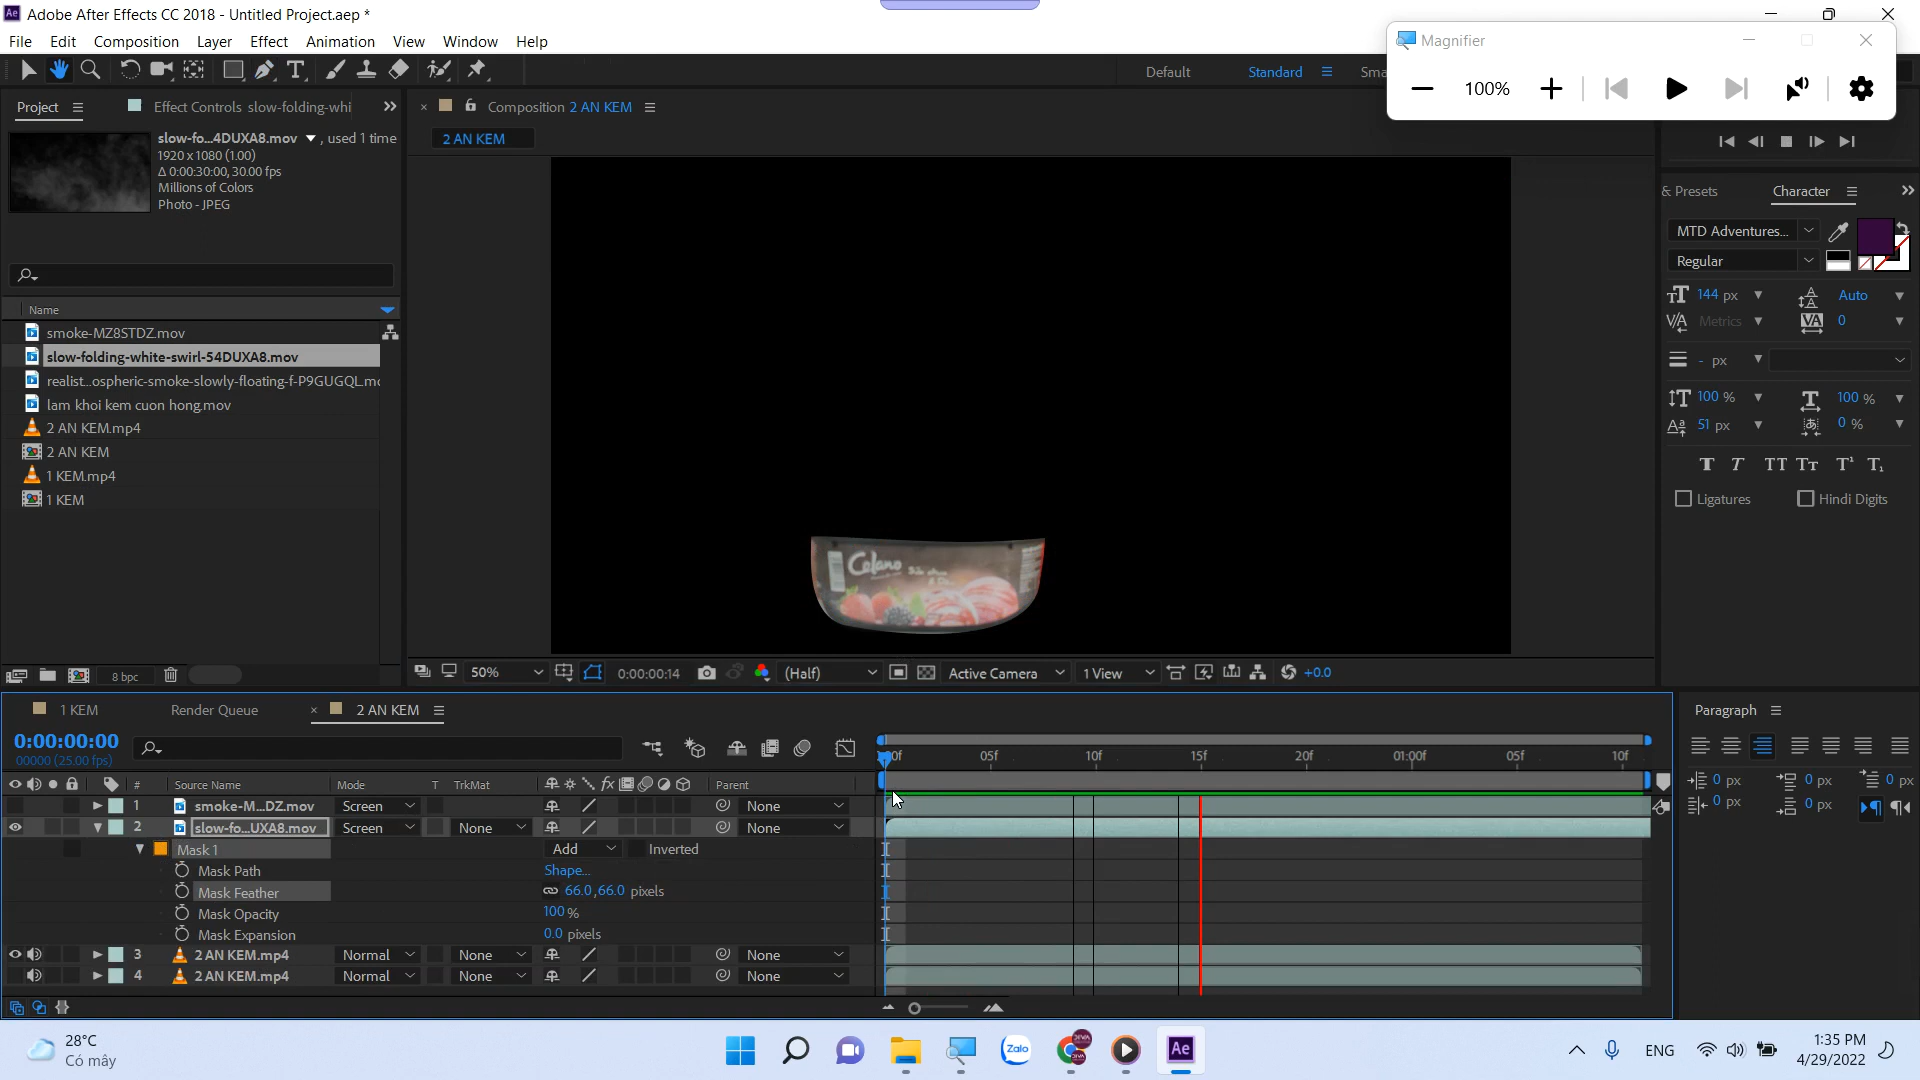 Adobe After Effects CC 2018 - Untitled Project.aep *
File Edit Composition Layer Effect Animation View Window Help
Magnifier
100%
Default Standard Sma
Project Effect Controls slow-folding-whi
Composition 2 AN KEM
2 AN KEM
slow-fo...4DUXA8.mov , used 1 time
1920 x 1080 (1.00)
Δ 0:00:30:00, 30.00 fps
Millions of Colors
Photo - JPEG
Name
smoke-MZ8STDZ.mov
slow-folding-white-swirl-54DUXA8.mov
realist...ospheric-smoke-slowly-floating-f-P9GUGQL.mo
lam khoi kem cuon hong.mov
2 AN KEM.mp4
2 AN KEM
1 KEM.mp4
1 KEM
8 bpc
Celano
50% 0:00:00:14 (Half) Active Camera 1 View +0.0
& Presets Character
MTD Adventures...
Regular
144 px Auto
Metrics 0
- px
100 % 100 %
51 px 0 %
Ligatures Hindi Digits
1 KEM Render Queue 2 AN KEM
0:00:00:00
00000 (25.00 fps)
# Source Name Mode T TrkMat Parent
00f 05f 10f 15f 20f 01:00f 05f 10f
1 smoke-M...DZ.mov Screen None
2 slow-fo...UXA8.mov Screen None None
Mask 1 Add Inverted
Mask Path Shape...
Mask Feather 66.0,66.0 pixels
Mask Opacity 100 %
Mask Expansion 0.0 pixels
3 2 AN KEM.mp4 Normal None None
4 2 AN KEM.mp4 Normal None None
Paragraph
0 px 0 px 0 px
0 px 0 px
28°C
Có mây
Zalo
Ae
ENG
1:35 PM
4/29/2022